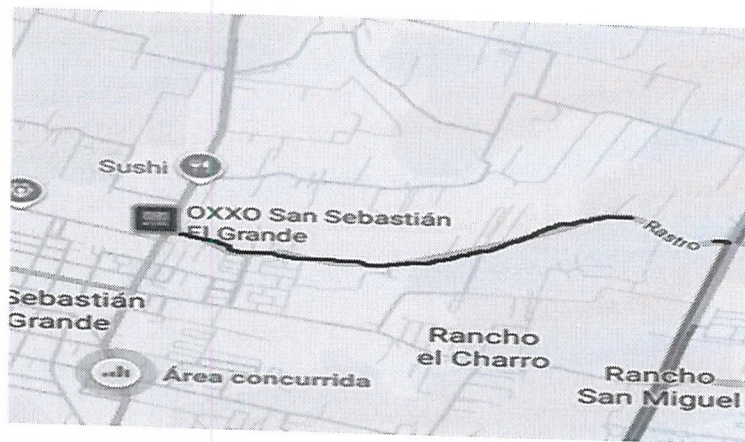 Sushi
OXXO San Sebastián
El Grande
Rastro
Sebastián
Grande
Rancho
el Charro
Rancho
San Miguel
Área concurrida